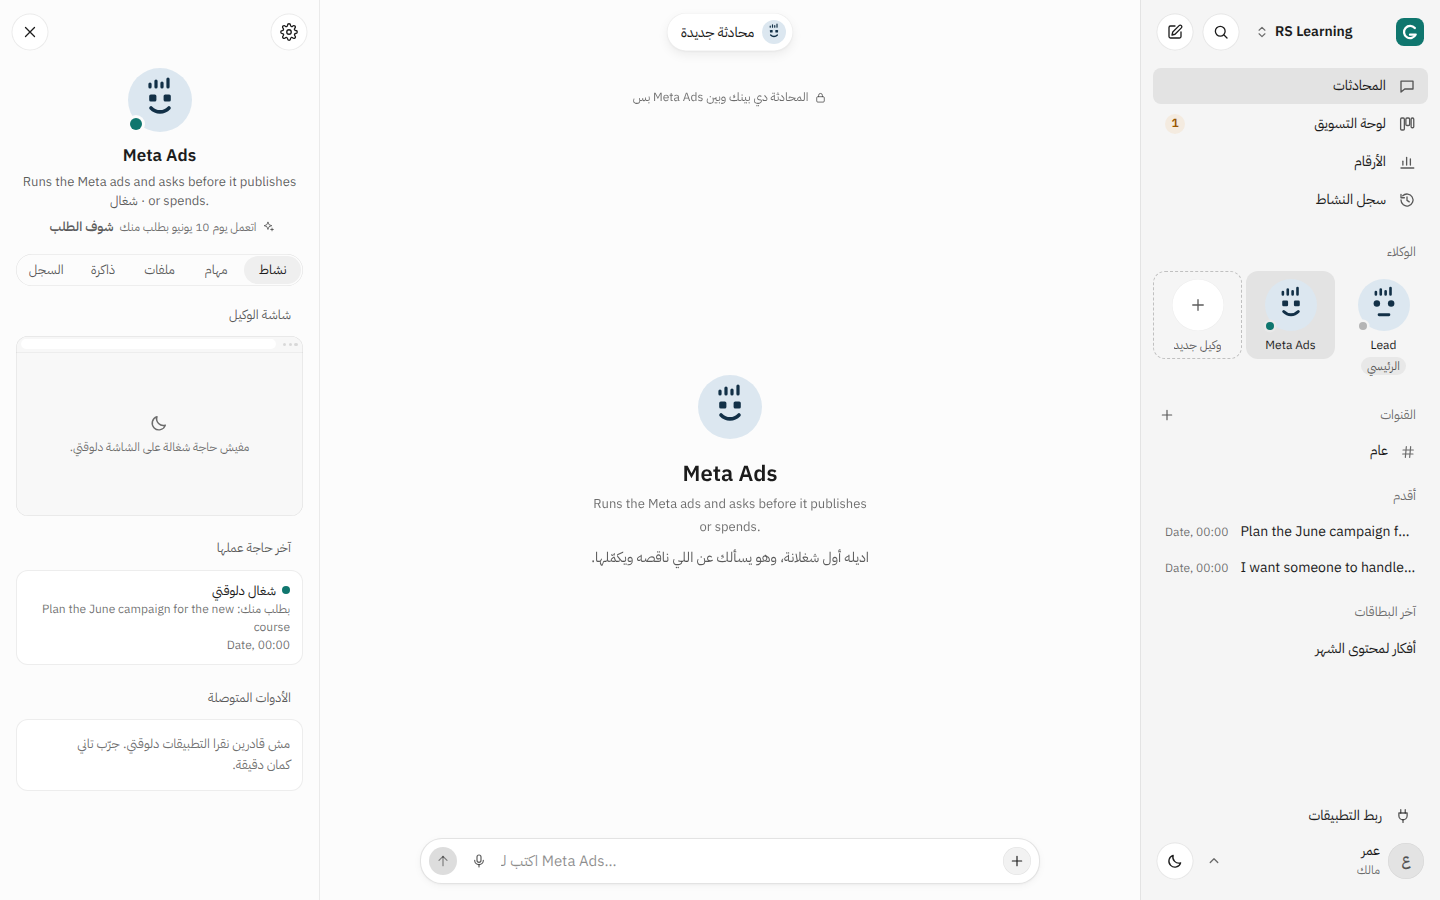 RS Learning
المحادثات
لوحة التسويق
1
الأرقام
سجل النشاط
الوكلاء
Lead
الرئيسي
Meta Ads
وكيل جديد
القنوات
عام
أقدم
Plan the June campaign f...
Date, 00:00
I want someone to handle...
Date, 00:00
آخر البطاقات
أفكار لمحتوى الشهر
ربط التطبيقات
ع
عمر
مالك
محادثة جديدة
المحادثة دي بينك وبين Meta Ads بس
Meta Ads
Runs the Meta ads and asks before it publishes
or spends.
اديله أول شغلانة، وهو يسألك عن اللي ناقصه ويكمّلها.
اكتب لـ Meta Ads...
Meta Ads
Runs the Meta ads and asks before it publishes
or spends. · شغال
اتعمل يوم 10 يونيو بطلب منك شوف الطلب
نشاط
مهام
ملفات
ذاكرة
السجل
شاشة الوكيل
مفيش حاجة شغالة على الشاشة دلوقتي.
آخر حاجة عملها
شغال دلوقتي
بطلب منك: Plan the June campaign for the new
course
Date, 00:00
الأدوات المتوصلة
مش قادرين نقرا التطبيقات دلوقتي. جرّب تاني
كمان دقيقة.